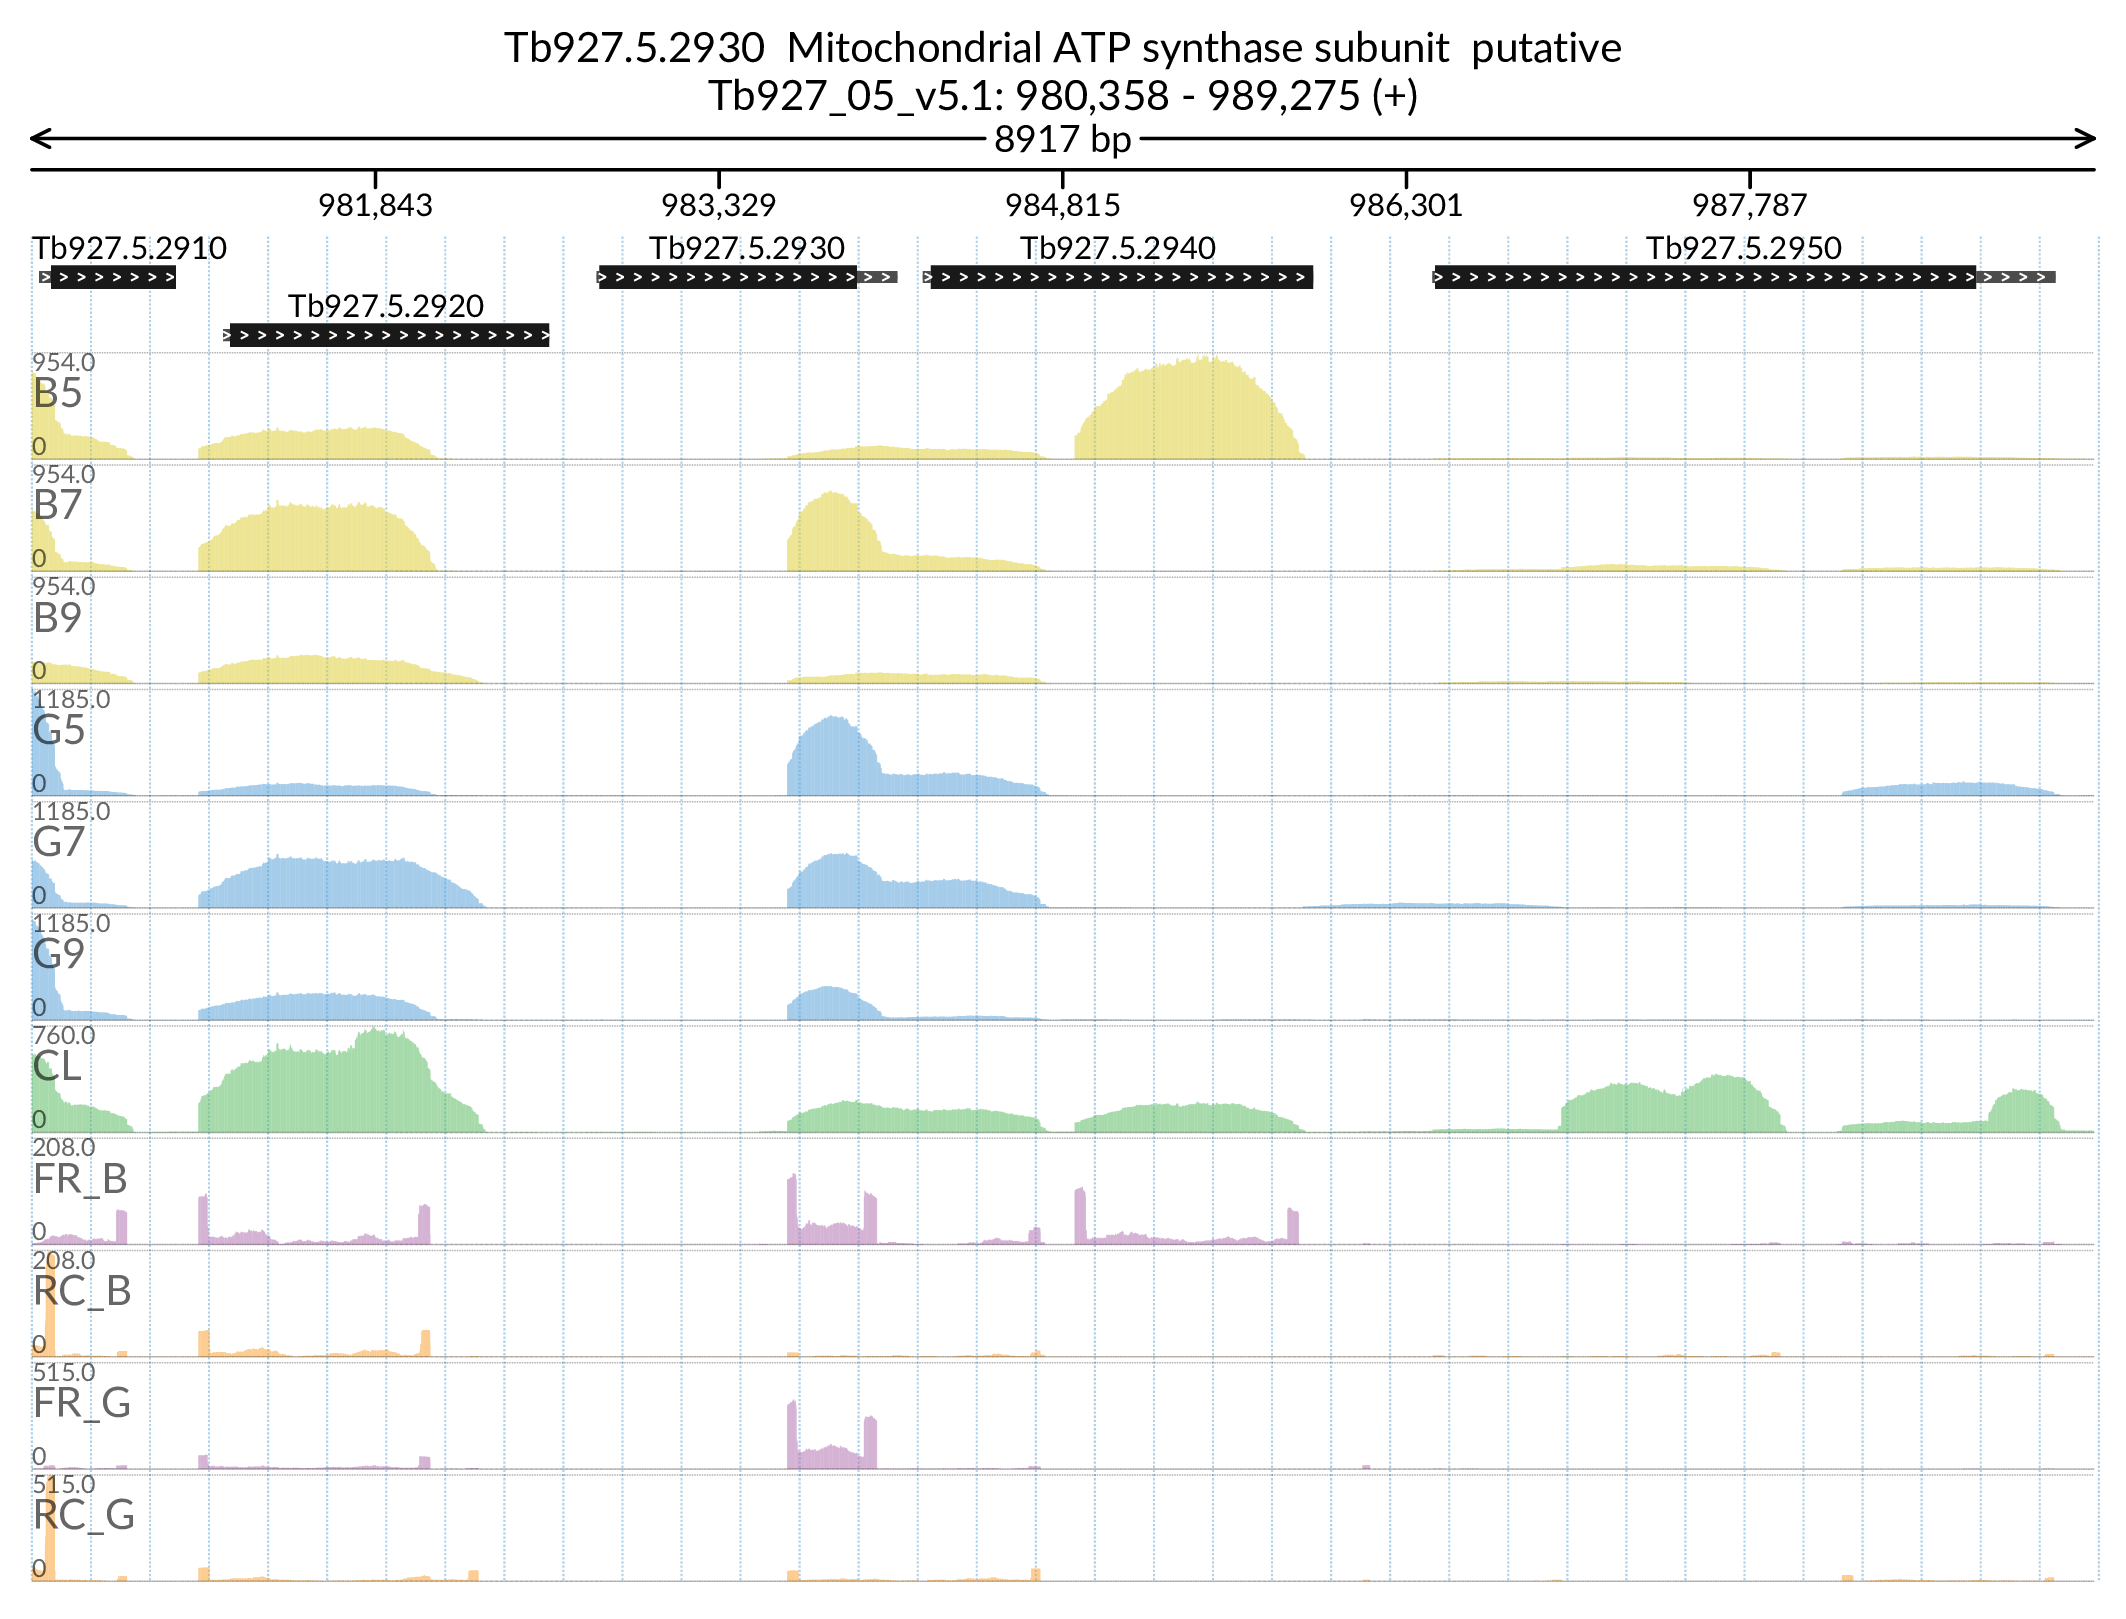 Tb927.5.2930  Mitochondrial ATP synthase subunit  putative
Tb927_05_v5.1: 980,358 - 989,275 (+)
8917 bp
981,843 983,329 984,815 986,301 987,787
Tb927.5.2910 Tb927.5.2930 Tb927.5.2940 Tb927.5.2950
Tb927.5.2920
954.0
B5
0
954.0
B7
0
954.0
B9
0
1185.0
G5
0
1185.0
G7
0
1185.0
G9
0
760.0
CL
0
208.0
FR_B
0
208.0
RC_B
0
515.0
FR_G
0
515.0
RC_G
0